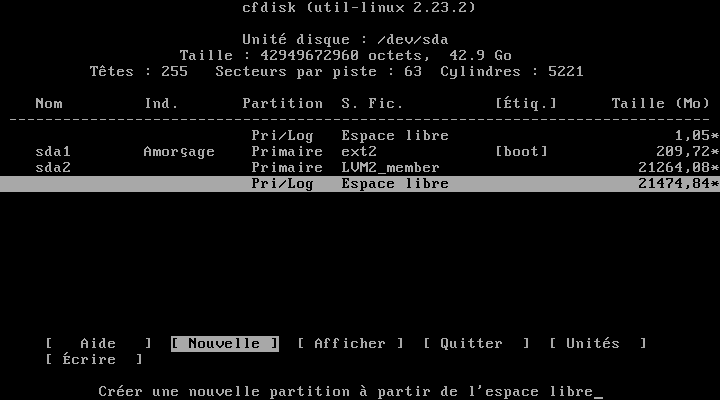 cfdisk (util-linux 2.23.2)
Unité disque : /dev/sda
Taille : 42949672960 octets, 42.9 Go
Têtes : 255 Secteurs par piste : 63 Cylindres : 5221
Nom Ind. Partition S. Fic. [Étiq.] Taille (Mo)
------------------------------------------------------------------------------
Pri/Log Espace libre 1,05*
sda1 Amorçage Primaire ext2 [boot] 209,72*
sda2 Primaire LVM2_member 21264,08*
Pri/Log Espace libre 21474,84*
[ Aide ] [ Nouvelle ] [ Afficher ] [ Quitter ] [ Unités ]
[ Écrire ]
Créer une nouvelle partition à partir de l'espace libre_